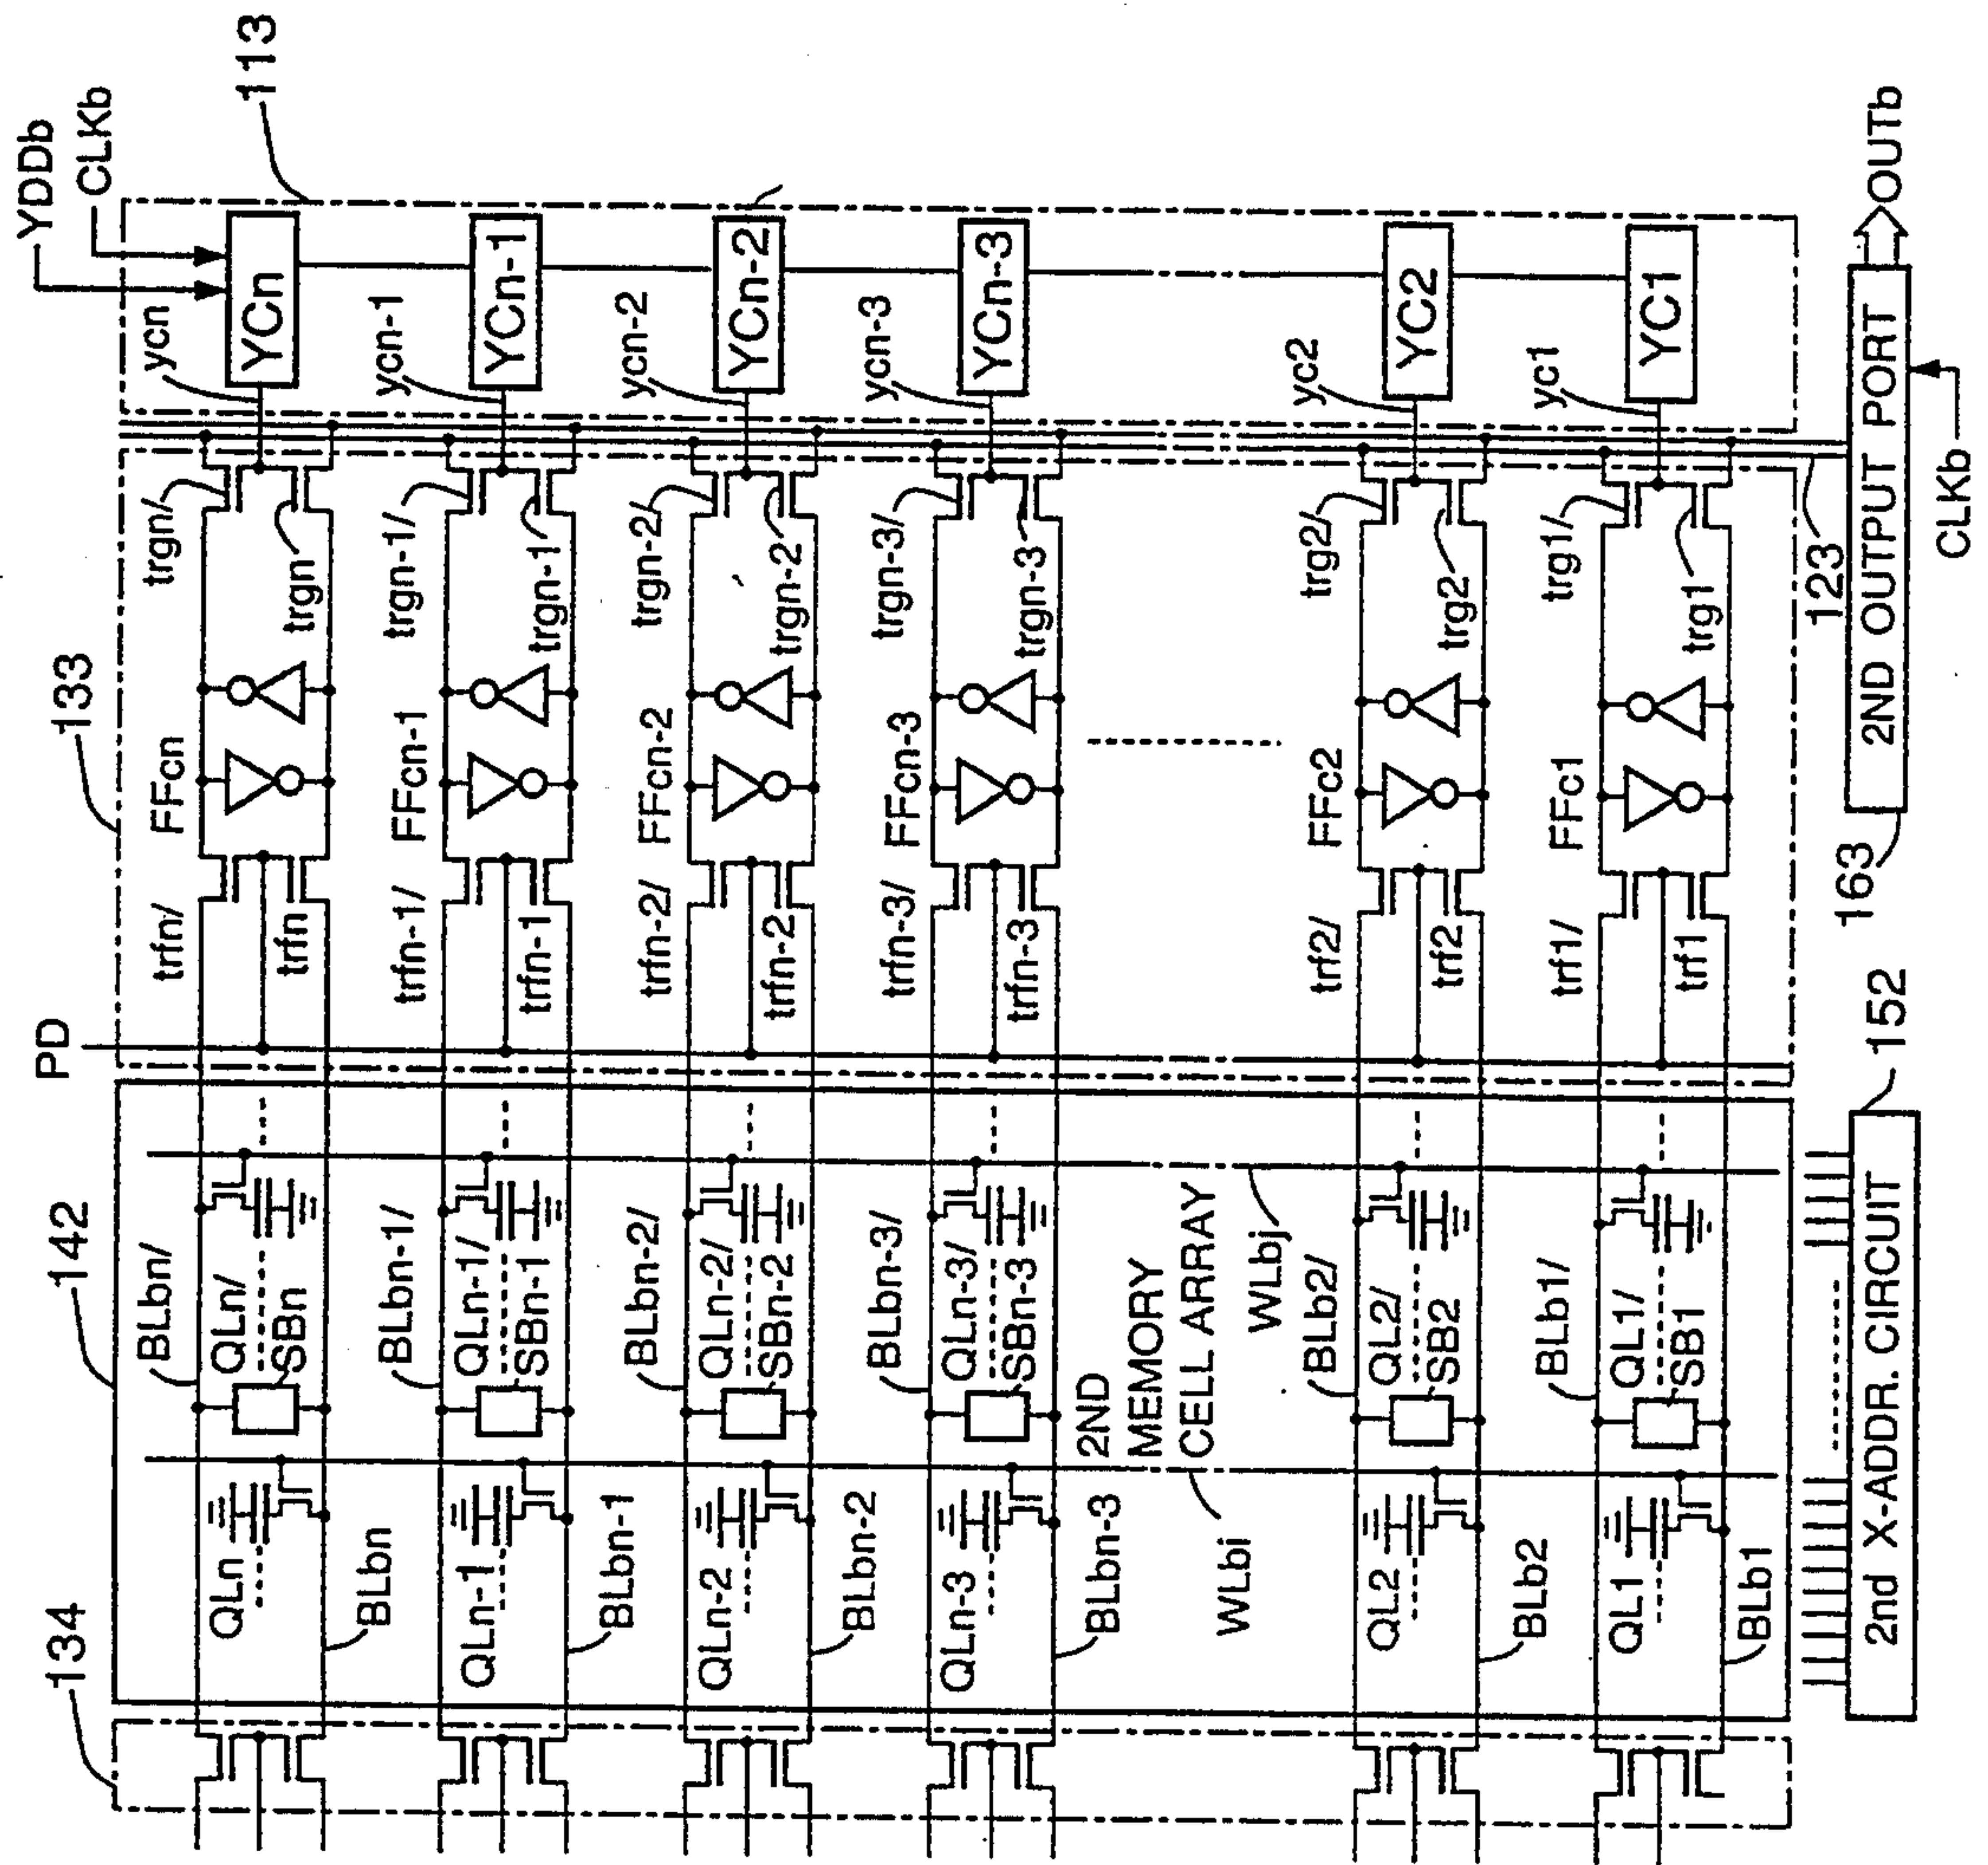 YDDb
CLKb
113
ycn
YCn
ycn-1
YCn-1
ycn-2
YCn-2
ycn-3
YCn-3
yc2
YC2
yc1
YC1
133
trgn/
trgn
FFcn
trfn/
trfn
trgn-1/
trgn-1
FFcn-1
trfn-1/
trfn-1
trgn-2/
trgn-2
FFcn-2
trfn-2/
trfn-2
trgn-3/
trgn-3
FFcn-3
trfn-3/
trfn-3
trg2/
trg2
FFc2
trf2/
trf2
trg1/
trg1
FFc1
trf1/
trf1
PD
123
2ND OUTPUT PORT
OUTb
CLKb
163
142
BLbn/
QLn/
SBn
QLn
BLbn
BLbn-1/
QLn-1/
SBn-1
QLn-1
BLbn-1
BLbn-2/
QLn-2/
SBn-2
QLn-2
BLbn-2
BLbn-3/
QLn-3/
SBn-3
QLn-3
BLbn-3
2ND
MEMORY
CELL ARRAY
WLbj
WLbi
BLb2/
QL2/
SB2
QL2
BLb2
BLb1/
QL1/
SB1
QL1
BLb1
134
152
2nd X-ADDR. CIRCUIT